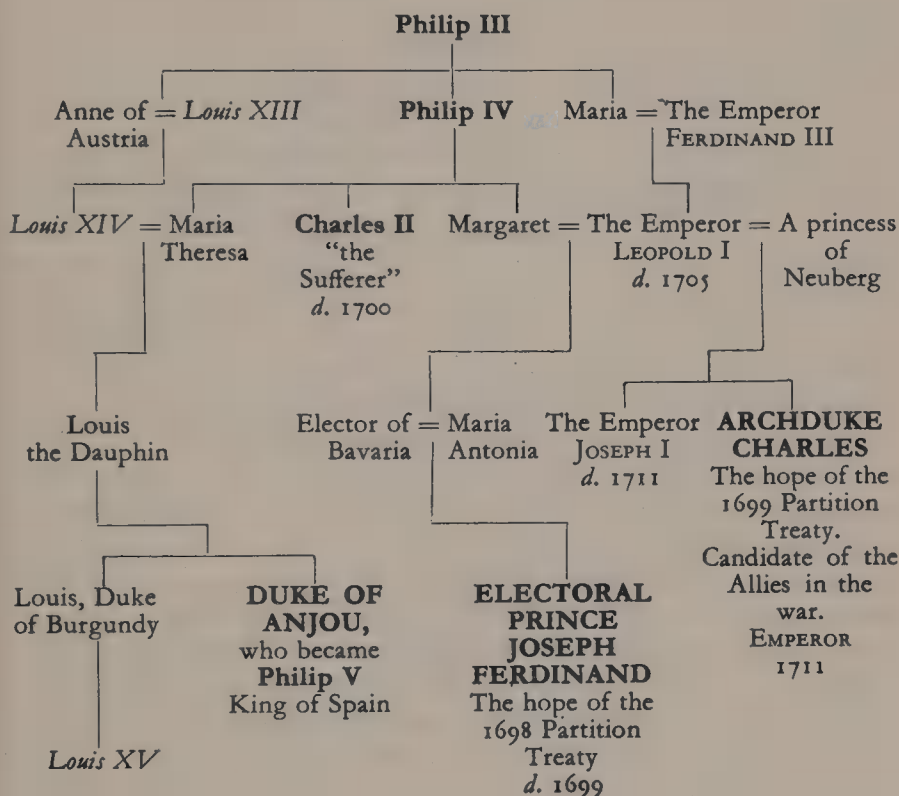 Philip III
Anne of = Louis XIII
Austria
Philip IV
Maria = The Emperor
FERDINAND III
Louis XIV = Maria
Theresa
Charles II
“the
Sufferer”
d. 1700
Margaret = The Emperor = A princess
LEOPOLD I
d. 1705
of
Neuberg
Louis
the Dauphin
Elector of = Maria
Bavaria
Antonia
The Emperor
JOSEPH I
d. 1711
ARCHDUKE
CHARLES
The hope of the
1699 Partition
Treaty.
Candidate of the
Allies in the
war.
EMPEROR
1711
Louis, Duke
of Burgundy
DUKE OF
ANJOU,
who became
Philip V
King of Spain
ELECTORAL
PRINCE
JOSEPH
FERDINAND
The hope of the
1698 Partition
Treaty
d. 1699
Louis XV